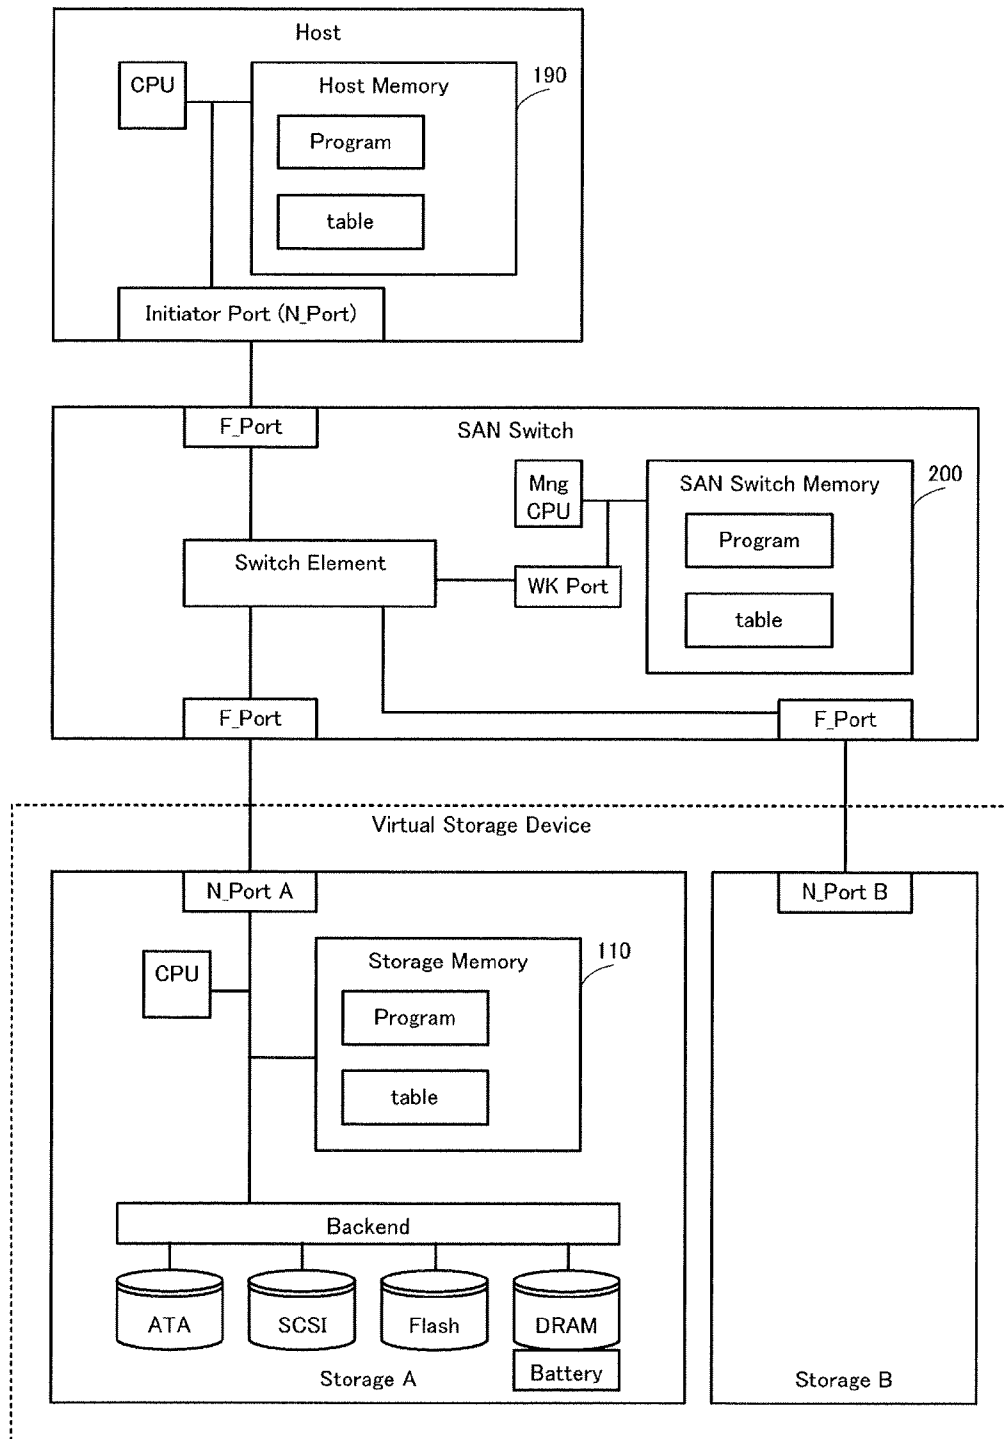 Host
CPU
Host Memory
190
Program
table
Initiator Port (N_Port)
F_Port
SAN Switch
Mng
CPU
SAN Switch Memory
200
Program
Switch Element
WK Port
table
F_Port
F_Port
Virtual Storage Device
N_Port A
N_Port B
CPU
Storage Memory
110
Program
table
Backend
ATA
SCSI
Flash
DRAM
Battery
Storage A
Storage B